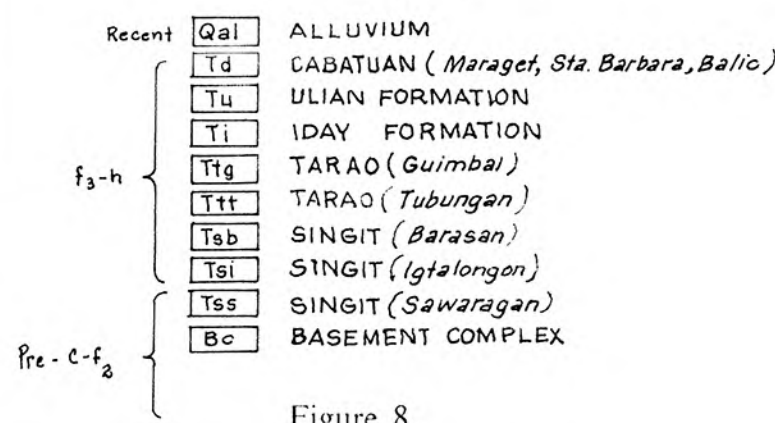 Recent Qal ALLUVIUM
Td CABATUAN (Maraget, Sta. Barbara, Balic)
Tu ULIAN FORMATION
Ti IDAY FORMATION
f₃-h Ttg TARAO (Guimbal)
Ttt TARAO (Tubungan)
Tsb SINGIT (Barasan)
Tsi SINGIT (Igtalongon)
Tss SINGIT (Sawaragan)
Bc BASEMENT COMPLEX
Pre - C-f₂
Figure 8